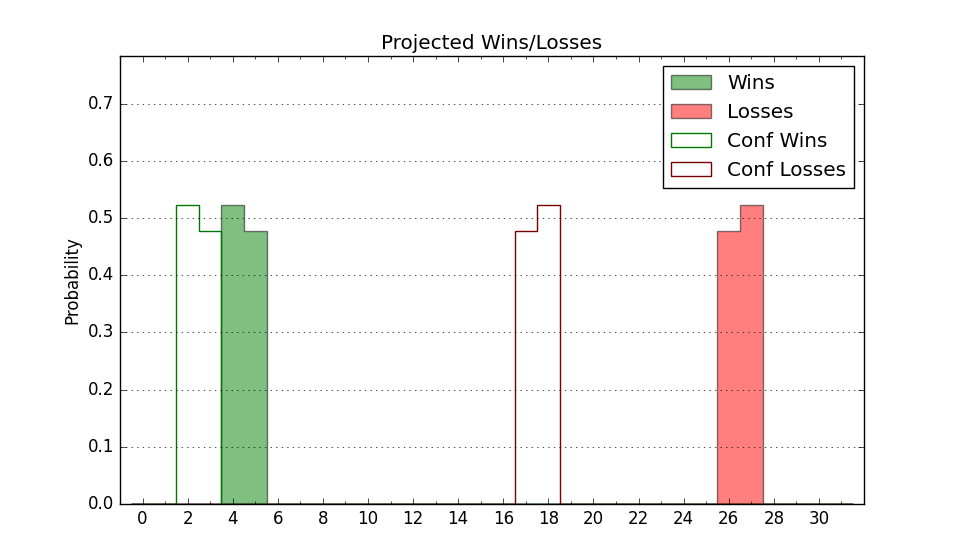 Projected Wins/Losses
Wins
Losses
Conf Wins
Conf Losses
Probability
0.7
0.6
0.5
0.4
0.3
0.2
0.1
0.0
0 2 4 6 8 10 12 14 16 18 20 22 24 26 28 30